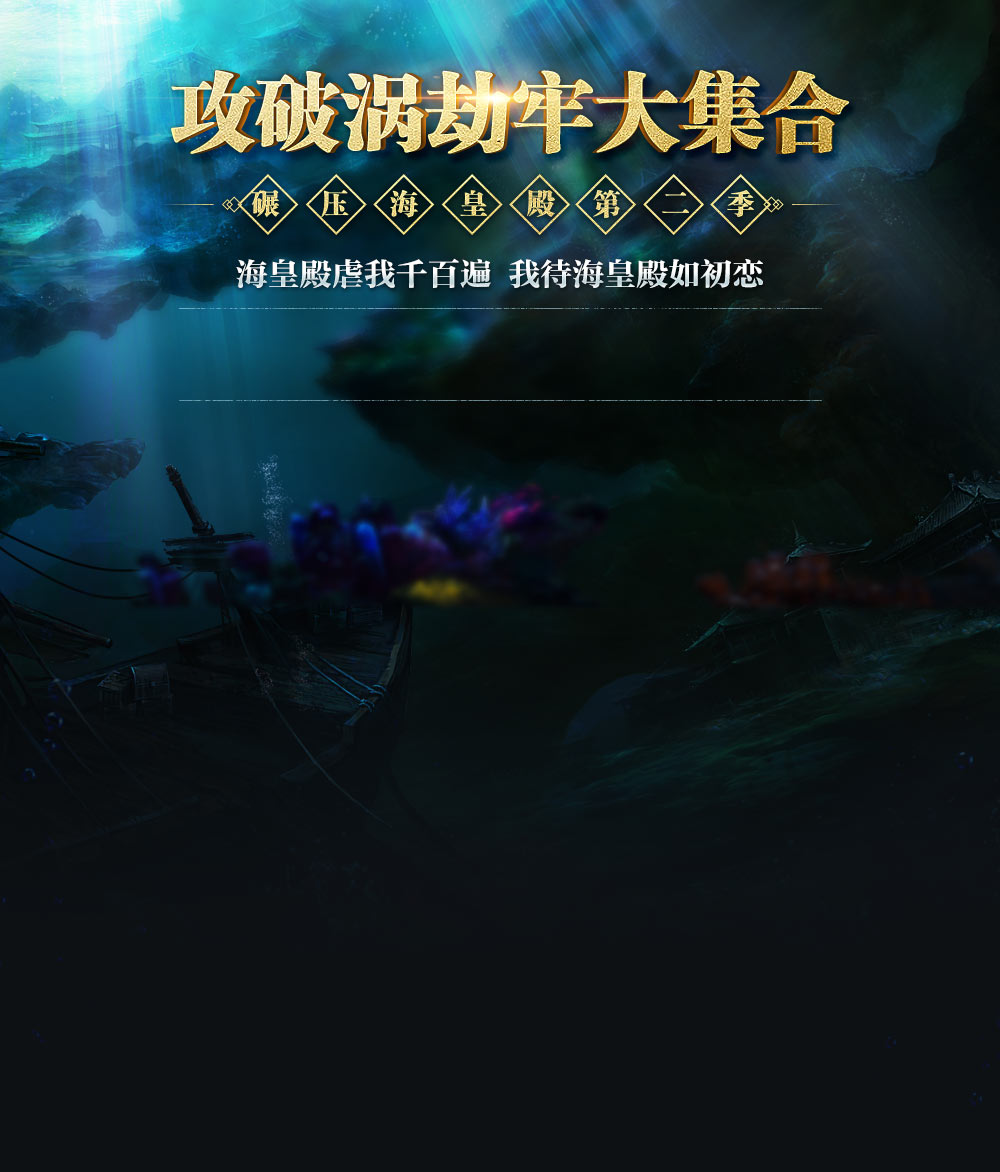 攻破涡劫牢大集合
碾压海皇殿第二季
海皇殿虐我千百遍 我待海皇殿如初恋